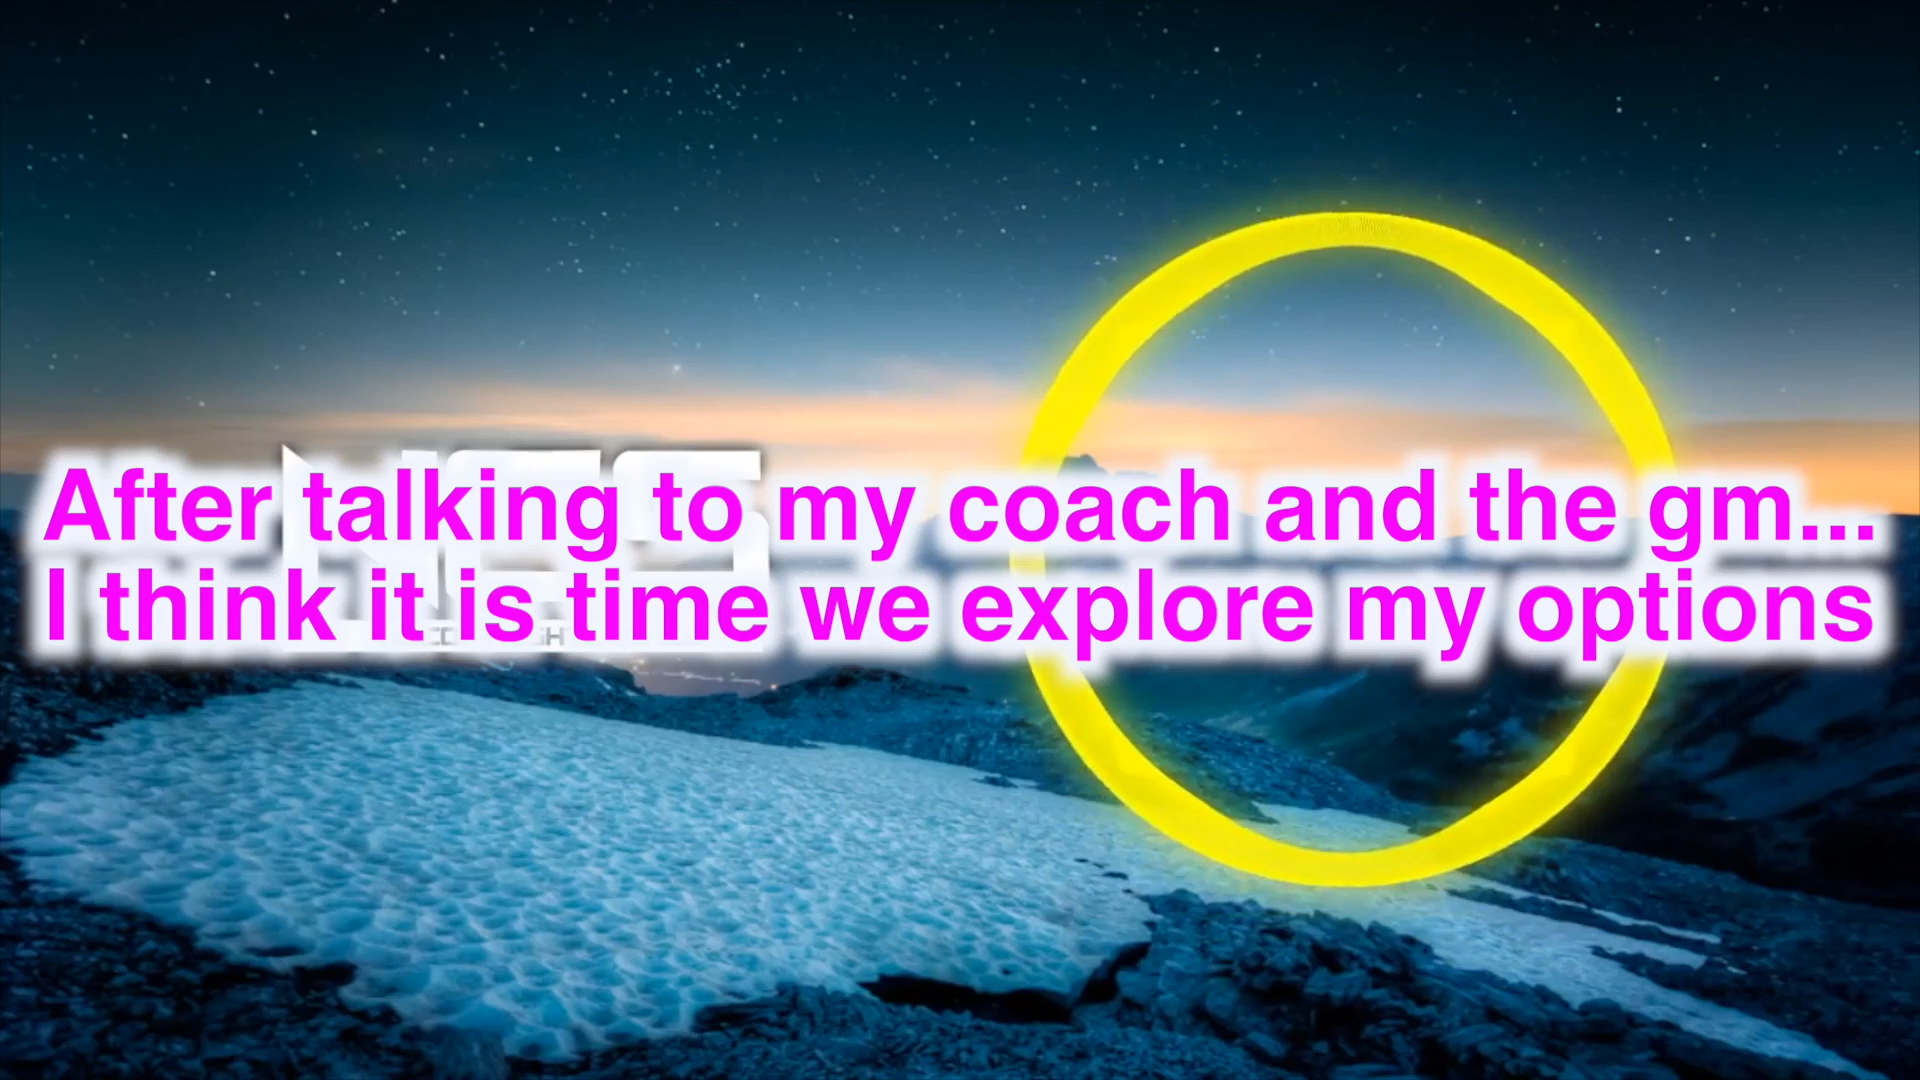 After talking to my coach and the gm...
I think it is time we explore my options